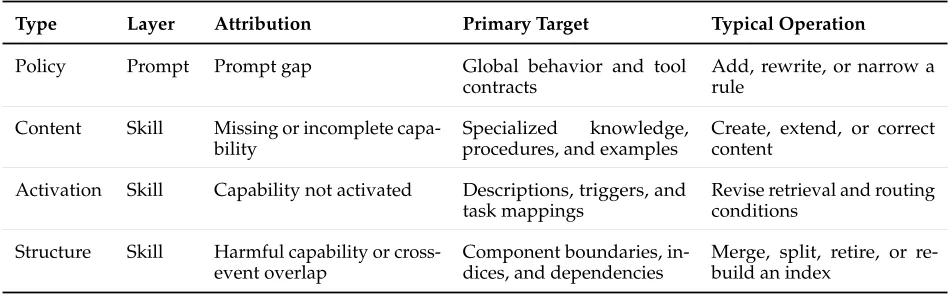 Type Layer Attribution Primary Target Typical Operation
Policy Prompt Prompt gap Global behavior and tool Add, rewrite, or narrow a
contracts rule
Content Skill Missing or incomplete capa- Specialized knowledge, Create, extend, or correct
bility procedures, and examples content
Activation Skill Capability not activated Descriptions, triggers, and Revise retrieval and routing
task mappings conditions
Structure Skill Harmful capability or cross- Component boundaries, in- Merge, split, retire, or re-
event overlap dices, and dependencies build an index